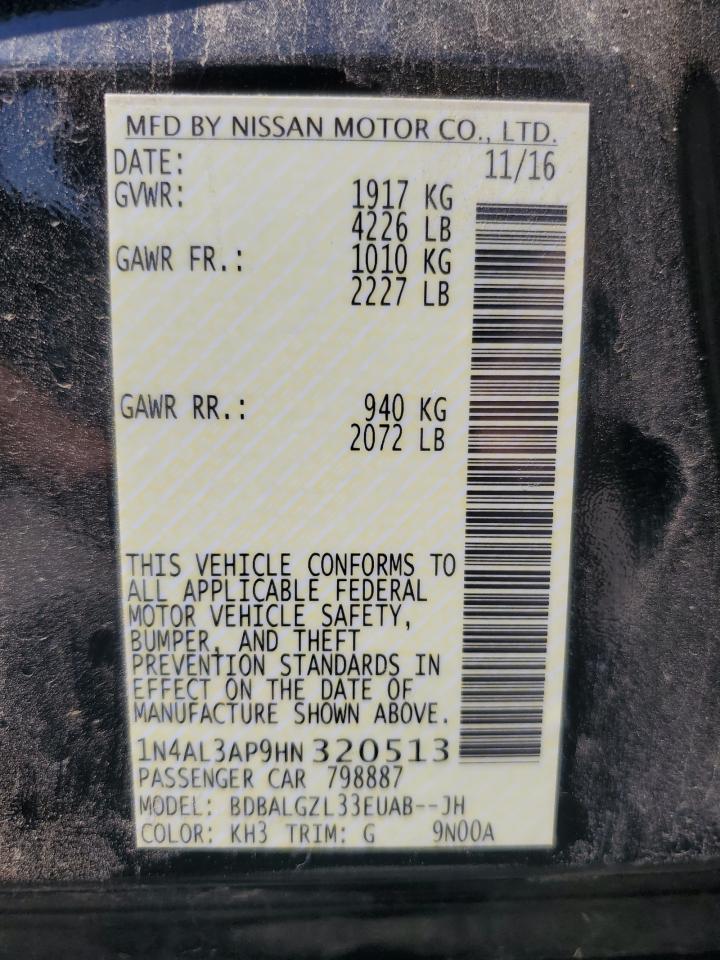 MFD BY NISSAN MOTOR CO., LTD.
DATE: 11/16
GVWR: 1917 KG
4226 LB
GAWR FR.: 1010 KG
2227 LB
GAWR RR.: 940 KG
2072 LB
THIS VEHICLE CONFORMS TO
ALL APPLICABLE FEDERAL
MOTOR VEHICLE SAFETY,
BUMPER, AND THEFT
PREVENTION STANDARDS IN
EFFECT ON THE DATE OF
MANUFACTURE SHOWN ABOVE.
1N4AL3AP9HN320513
PASSENGER CAR 798887
MODEL: BDBALGZL33EUAB--JH
COLOR: KH3 TRIM: G 9N00A